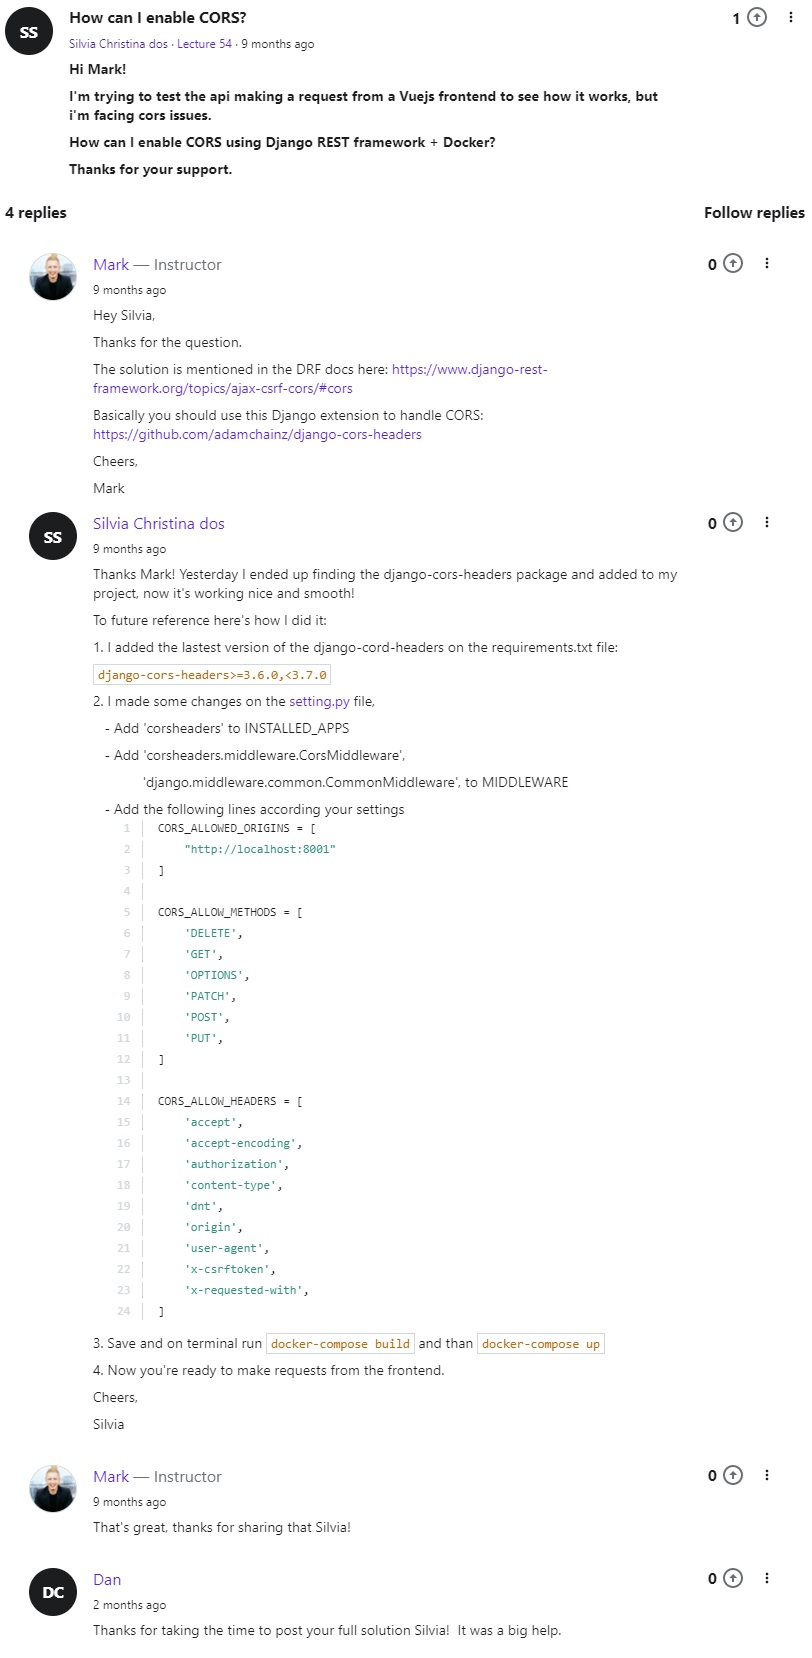 SS
How can I enable CORS?
1
Silvia Christina dos · Lecture 54 · 9 months ago
Hi Mark!
I'm trying to test the api making a request from a Vuejs frontend to see how it works, but
i'm facing cors issues.
How can I enable CORS using Django REST framework + Docker?
Thanks for your support.
4 replies
Follow replies
Mark — Instructor
0
9 months ago
Hey Silvia,
Thanks for the question.
The solution is mentioned in the DRF docs here: https://www.django-rest-
framework.org/topics/ajax-csrf-cors/#cors
Basically you should use this Django extension to handle CORS:
https://github.com/adamchainz/django-cors-headers
Cheers,
Mark
SS
Silvia Christina dos
0
9 months ago
Thanks Mark! Yesterday I ended up finding the django-cors-headers package and added to my
project, now it's working nice and smooth!
To future reference here's how I did it:
1. I added the lastest version of the django-cord-headers on the requirements.txt file:
django-cors-headers>=3.6.0,<3.7.0
2. I made some changes on the setting.py file,
- Add 'corsheaders' to INSTALLED_APPS
- Add 'corsheaders.middleware.CorsMiddleware',
'django.middleware.common.CommonMiddleware', to MIDDLEWARE
- Add the following lines according your settings
1 CORS_ALLOWED_ORIGINS = [
2 "http://localhost:8001"
3 ]
4
5 CORS_ALLOW_METHODS = [
6 'DELETE',
7 'GET',
8 'OPTIONS',
9 'PATCH',
10 'POST',
11 'PUT',
12 ]
13
14 CORS_ALLOW_HEADERS = [
15 'accept',
16 'accept-encoding',
17 'authorization',
18 'content-type',
19 'dnt',
20 'origin',
21 'user-agent',
22 'x-csrftoken',
23 'x-requested-with',
24 ]
3. Save and on terminal run docker-compose build and than docker-compose up
4. Now you're ready to make requests from the frontend.
Cheers,
Silvia
Mark — Instructor
0
9 months ago
That's great, thanks for sharing that Silvia!
DC
Dan
0
2 months ago
Thanks for taking the time to post your full solution Silvia!  It was a big help.